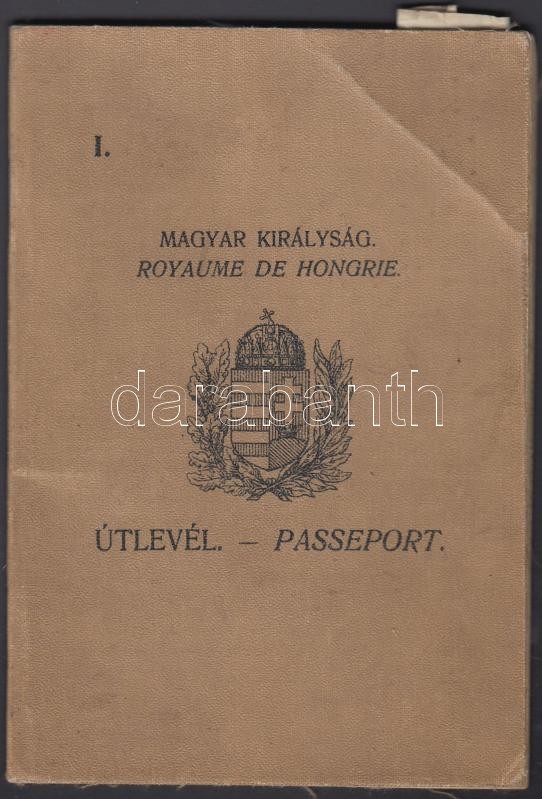 I.
MAGYAR KIRÁLYSÁG.
ROYAUME DE HONGRIE.
darabanth
ÚTLEVÉL. — PASSEPORT.